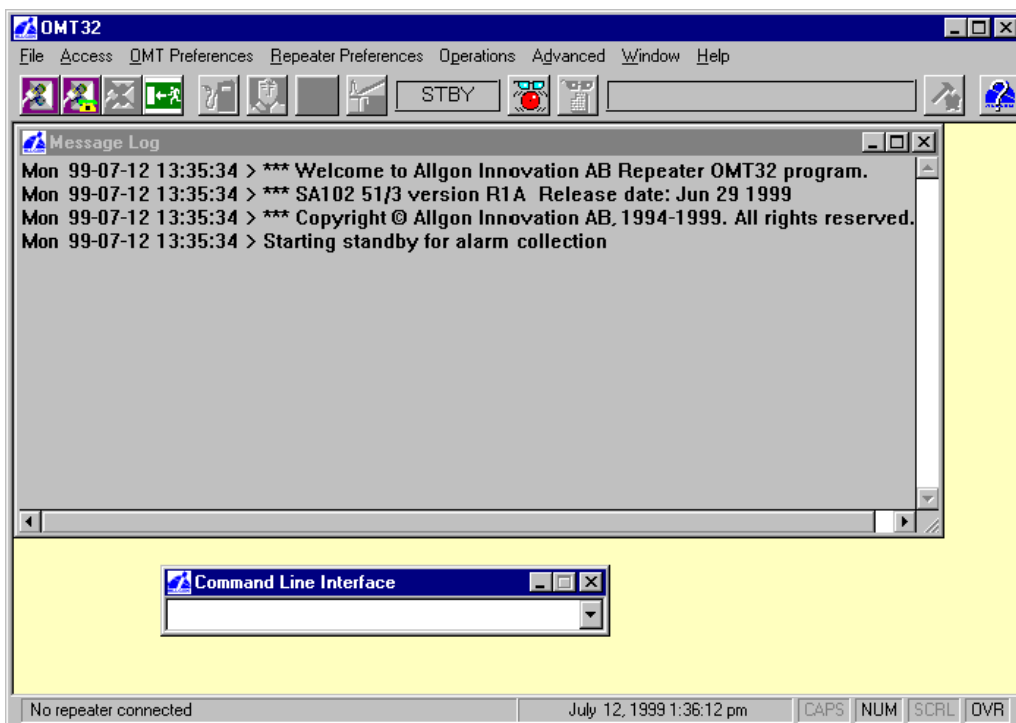 OMT32
File Access OMT Preferences Repeater Preferences Operations Advanced Window Help
STBY
Message Log
Mon 99-07-12 13:35:34 > *** Welcome to Allgon Innovation AB Repeater OMT32 program.
Mon 99-07-12 13:35:34 > *** SA102 51/3 version R1A Release date: Jun 29 1999
Mon 99-07-12 13:35:34 > *** Copyright © Allgon Innovation AB, 1994-1999. All rights reserved.
Mon 99-07-12 13:35:34 > Starting standby for alarm collection
Command Line Interface
No repeater connected July 12, 1999 1:36:12 pm CAPS NUM SCRL OVR